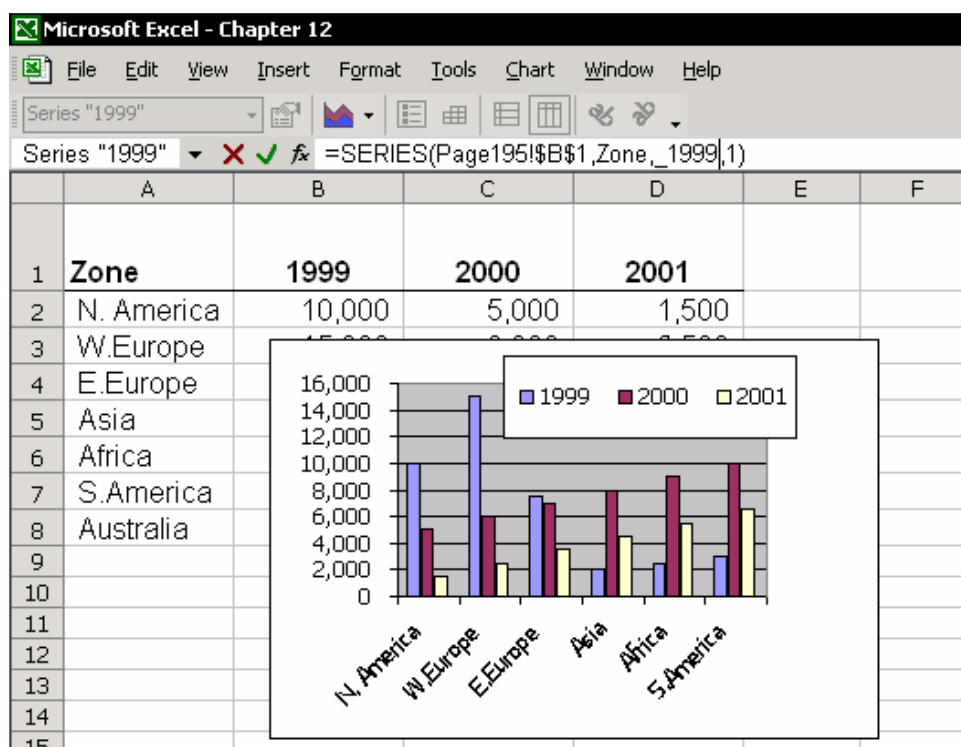 Microsoft Excel - Chapter 12
File Edit View Insert Format Tools Chart Window Help
Series "1999"
Series "1999" fx =SERIES(Page195!$B$1,Zone,_1999,1)
A B C D E F
1 Zone 1999 2000 2001
2 N. America 10,000 5,000 1,500
3 W.Europe
4 E.Europe
5 Asia
6 Africa
7 S.America
8 Australia
9
10
11
12
13
14
15
1999 2000 2001
16,000
14,000
12,000
10,000
8,000
6,000
4,000
2,000
0
N. America W.Europe E.Europe Asia Africa S.America